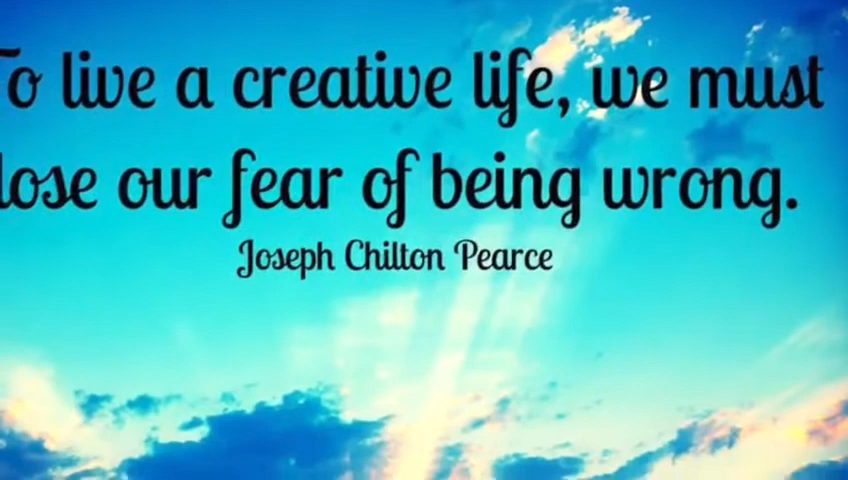 To live a creative life, we must
lose our fear of being wrong.
Joseph Chilton Pearce